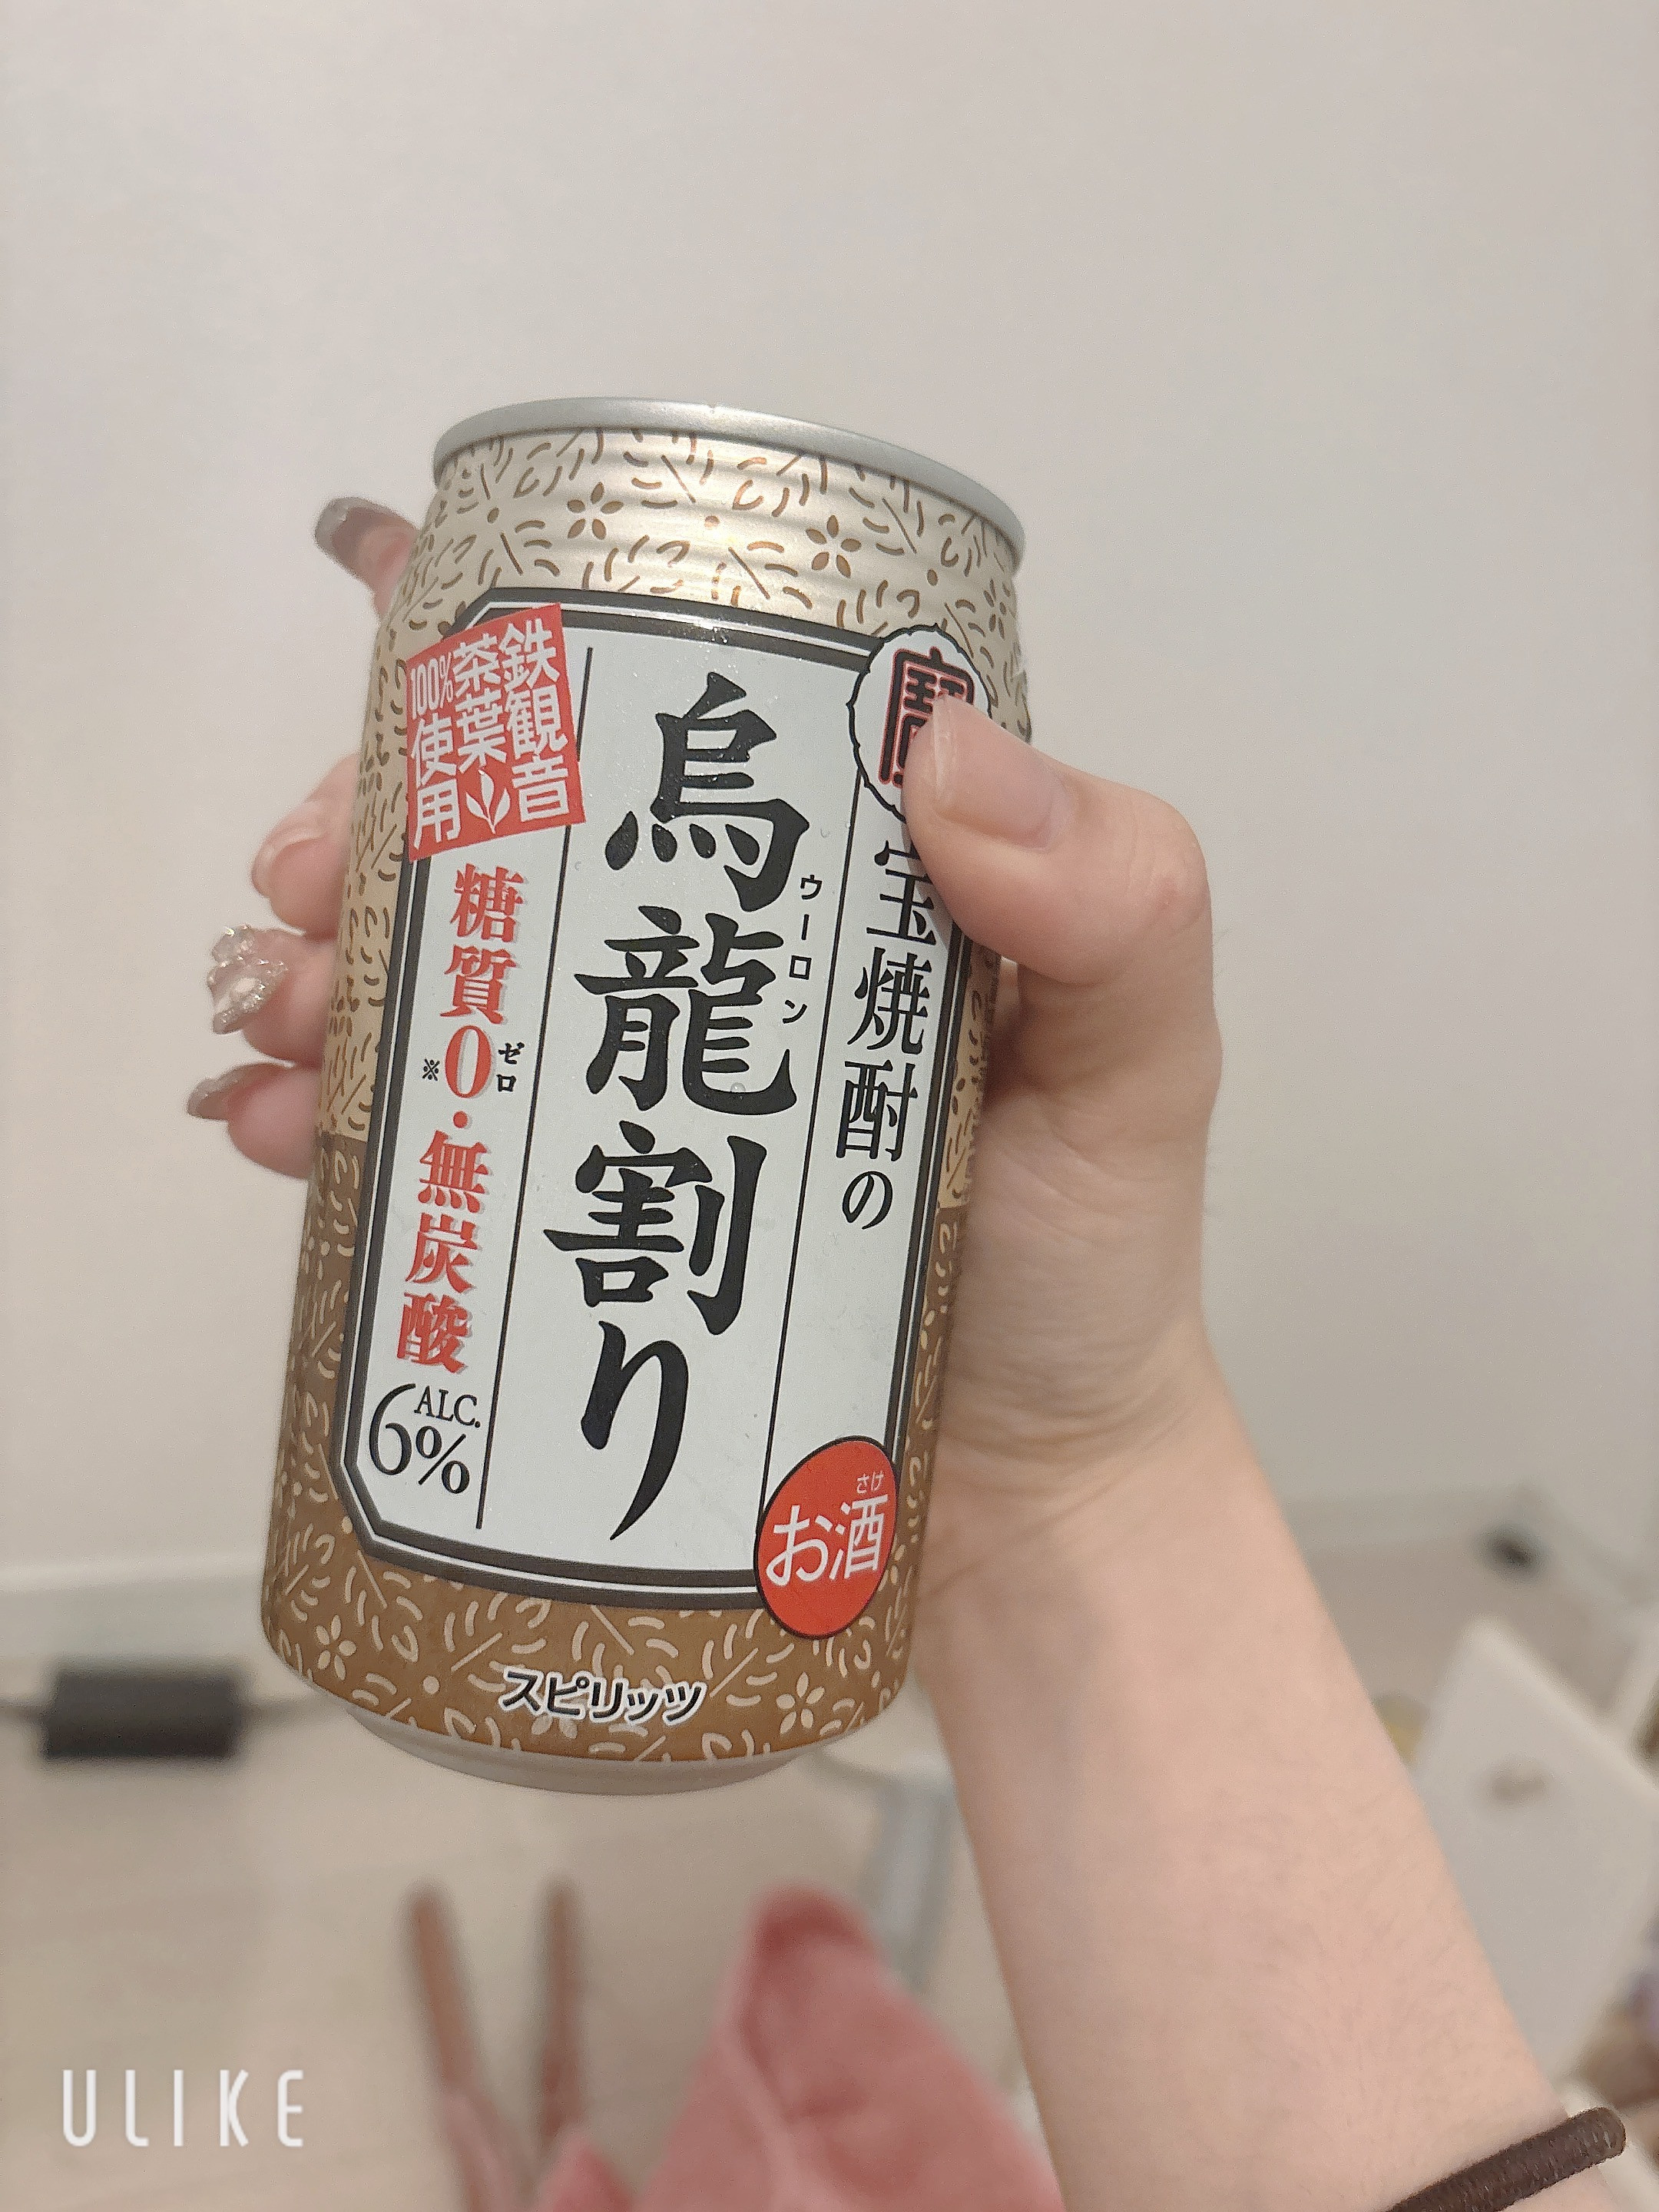 寶
宝焼酎の
烏龍割り
ウーロン
鉄観音
茶葉
100%使用
糖質0・無炭酸
ゼロ
※
ALC.
6%
さけ
お酒
スピリッツ
ULIKE